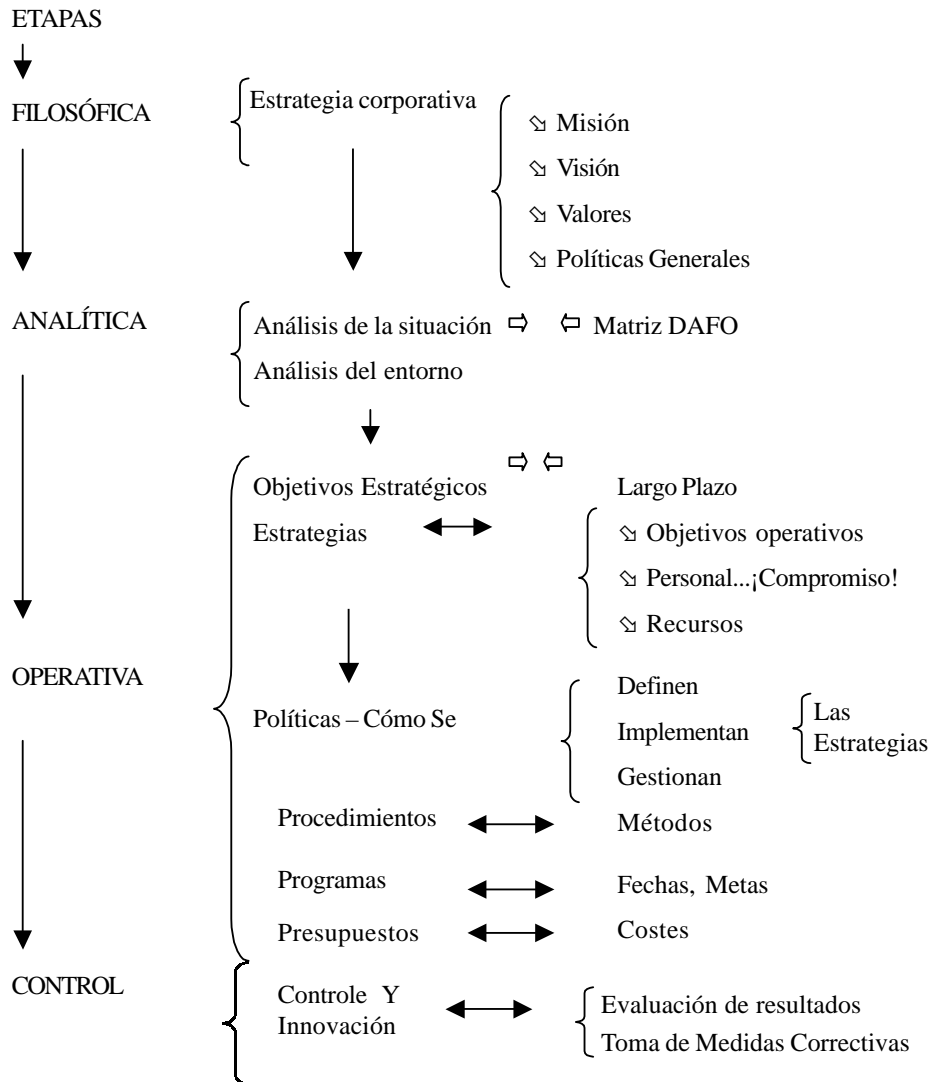 ETAPAS
FILOSÓFICA
Estrategia corporativa
Misión
Visión
Valores
Políticas Generales
ANALÍTICA
Análisis de la situación
Matriz DAFO
Análisis del entorno
Objetivos Estratégicos
Largo Plazo
Estrategias
Objetivos operativos
Personal...¡Compromiso!
Recursos
OPERATIVA
Políticas – Cómo Se
Definen
Implementan
Gestionan
Las
Estrategias
Procedimientos
Métodos
Programas
Fechas, Metas
Presupuestos
Costes
CONTROL
Controle Y
Innovación
Evaluación de resultados
Toma de Medidas Correctivas